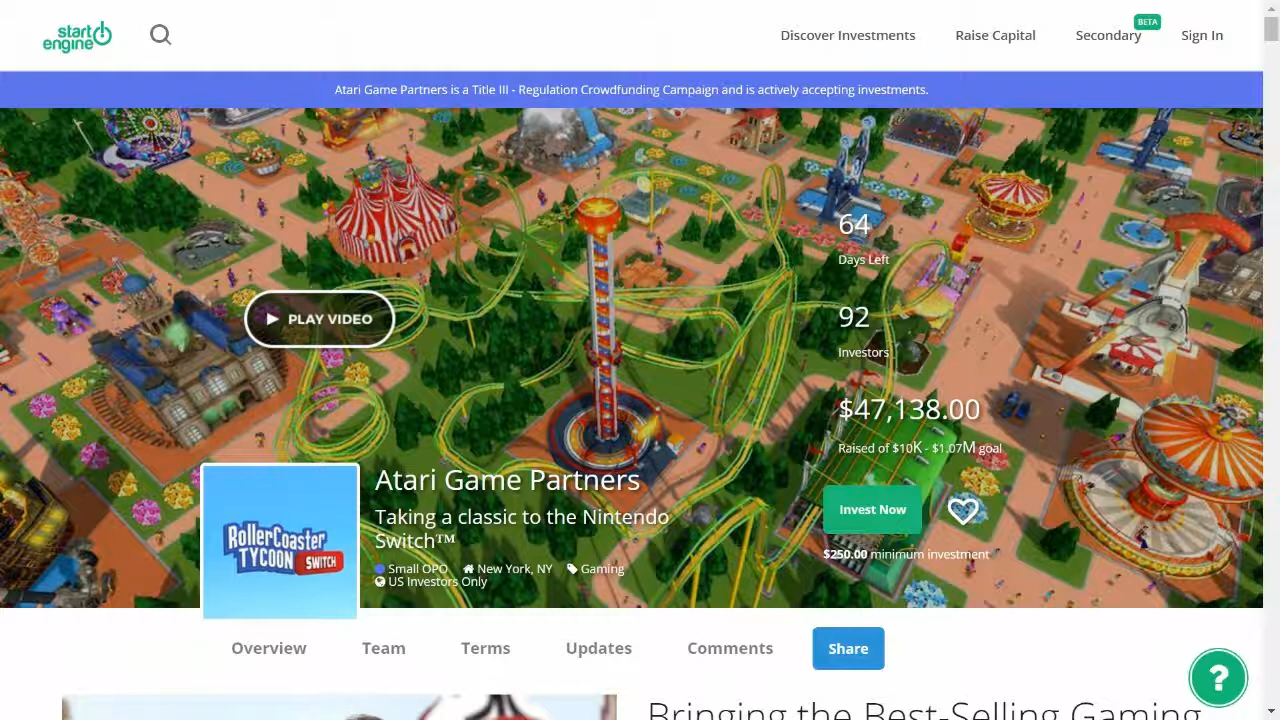 start
engine
Discover Investments
Raise Capital
Secondary
BETA
Sign In
Atari Game Partners is a Title III - Regulation Crowdfunding Campaign and is actively accepting investments.
64
Days Left
PLAY VIDEO
92
Investors
$47,138.00
Raised of $10K - $1.07M goal
Atari Game Partners
Taking a classic to the Nintendo
Switch™
Invest Now
$250.00 minimum investment
RollerCoaster
TYCOON SWITCH
Small OPO New York, NY Gaming
US Investors Only
Overview
Team
Terms
Updates
Comments
Share
?
Bringing the Best-Selling Gaming